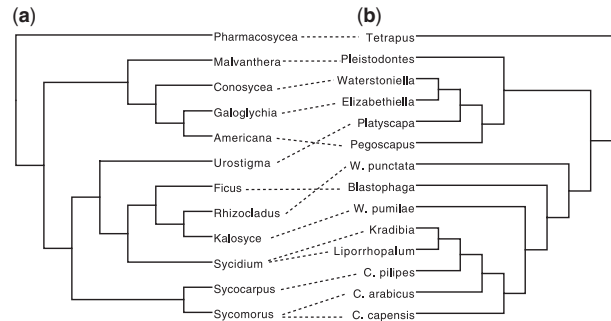 (a) (b)
Pharmacosycea Tetrapus
Malvanthera Pleistodontes
Conosycea Waterstoniella
Galoglychia Elizabethiella
Platyscapa
Americana Pegoscapus
Urostigma W. punctata
Ficus Blastophaga
Rhizocladus W. pumilae
Kalosyce Kradibia
Sycidium Liporrhopalum
Sycocarpus C. pilipes
C. arabicus
Sycomorus C. capensis